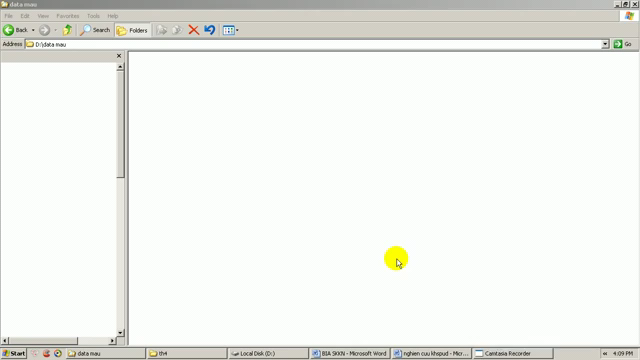 data mau
File Edit View Favorites Tools Help
Back Search Folders
Address D:\data mau Go
Start data mau th4 Local Disk (D:) BIA SKKN - Microsoft Word nghien cuu khspud - Micr... Camtasia Recorder 4:09 PM